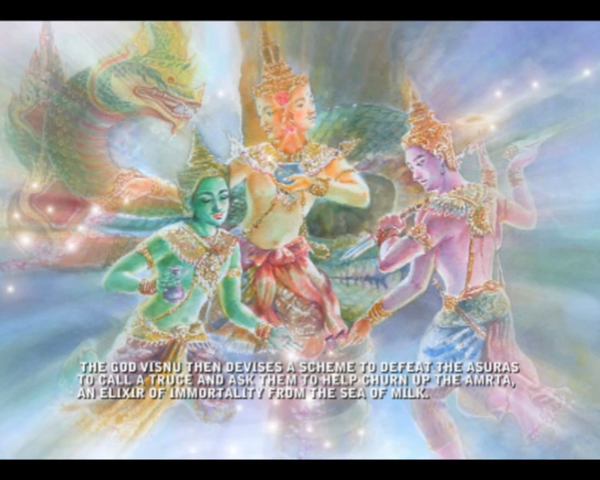 THE GOD VISNU THEN DEVISES A SCHEME TO DEFEAT THE ASURAS
TO CALL A TRUCE AND ASK THEM TO HELP CHURN UP THE AMRTA,
AN ELIXIR OF IMMORTALITY FROM THE SEA OF MILK.